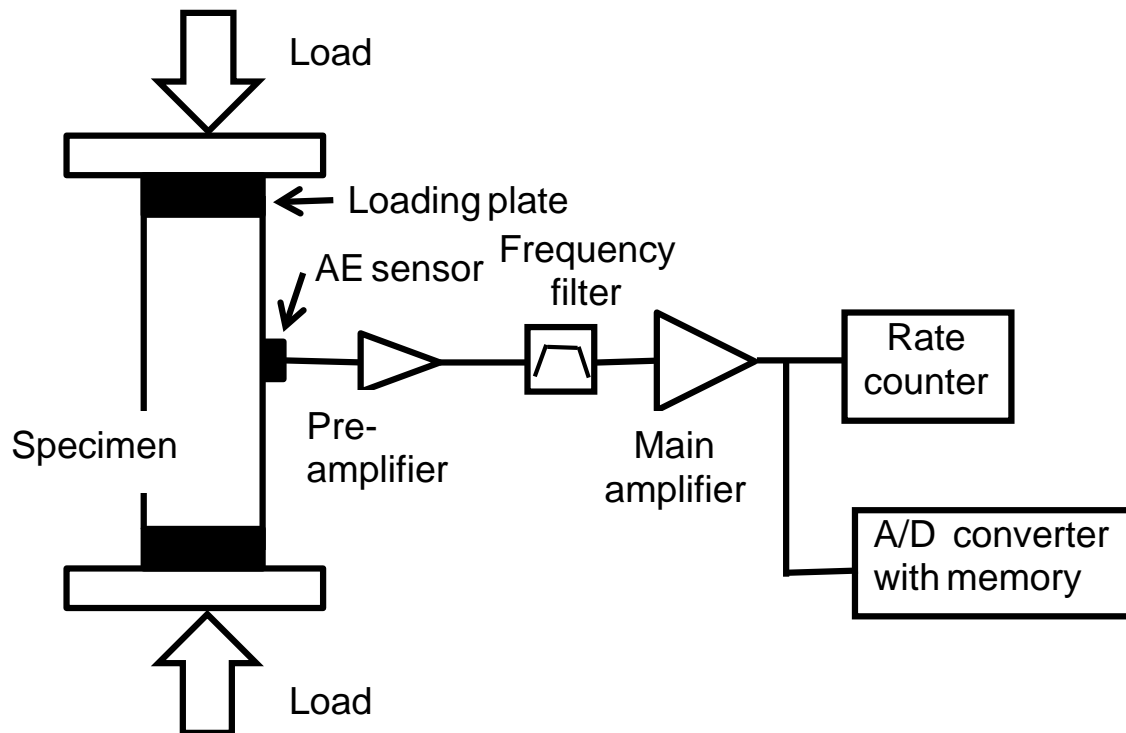 Load
Loading plate
AE sensor
Frequency
filter
Rate
counter
Specimen
Pre-
amplifier
Main
amplifier
A/D converter
with memory
Load